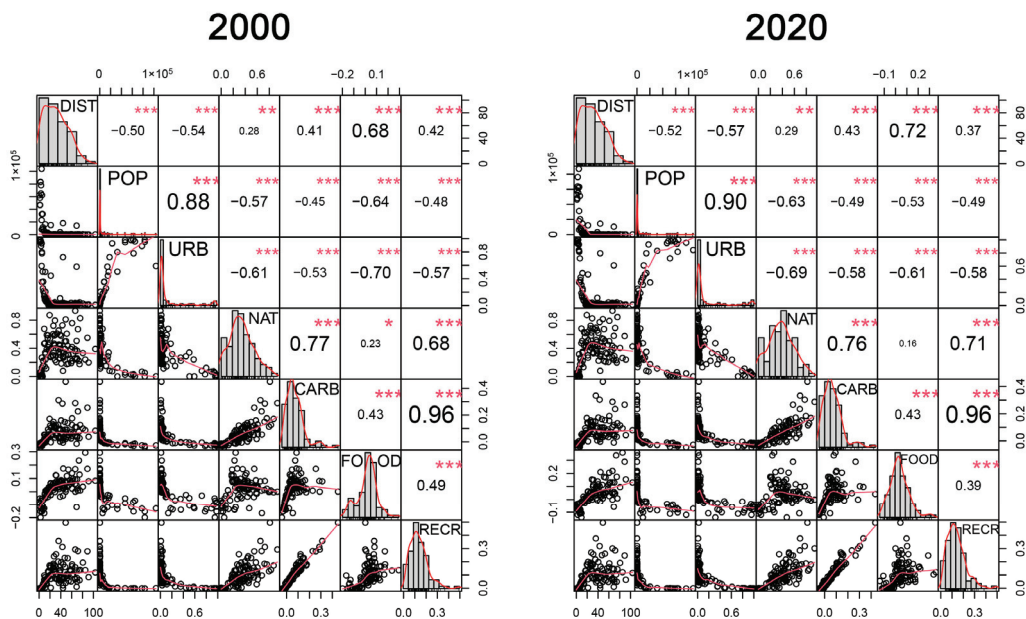 2000 2020
0 1×10⁵ 0.0 0.6 −0.2 0.1 0 1×10⁵ 0.0 0.6 −0.1 0.2
DIST *** *** ** *** *** *** DIST *** *** ** *** *** ***
−0.50 −0.54 0.28 0.41 0.68 0.42 0 40 80 −0.52 −0.57 0.29 0.43 0.72 0.37 0 40 80
0 1×10⁵ POP *** *** *** *** *** 0 1×10⁵ POP *** *** *** *** ***
0.88 −0.57 −0.45 −0.64 −0.48 0.90 −0.63 −0.49 −0.53 −0.49
URB *** *** *** *** 0.0 0.4 0.8 URB *** *** *** *** 0.0 0.4 0.8
−0.61 −0.53 −0.70 −0.57 −0.69 −0.58 −0.61 −0.58
0.0 0.4 0.8 NAT *** * *** 0.0 0.4 0.8 NAT *** ***
0.77 0.23 0.68 0.76 0.16 0.71
CARB *** *** 0.0 0.2 0.4 CARB *** *** 0.0 0.2 0.4
0.43 0.96 0.43 0.96
−0.2 0.1 FOOD *** −0.1 0.2 FOOD ***
0.49 0.39
RECR 0.0 0.3 RECR 0.0 0.3
0 40 100 0.0 0.6 0.0 0.3 0.0 0.3 0 40 100 0.0 0.6 0.0 0.3 0.0 0.3